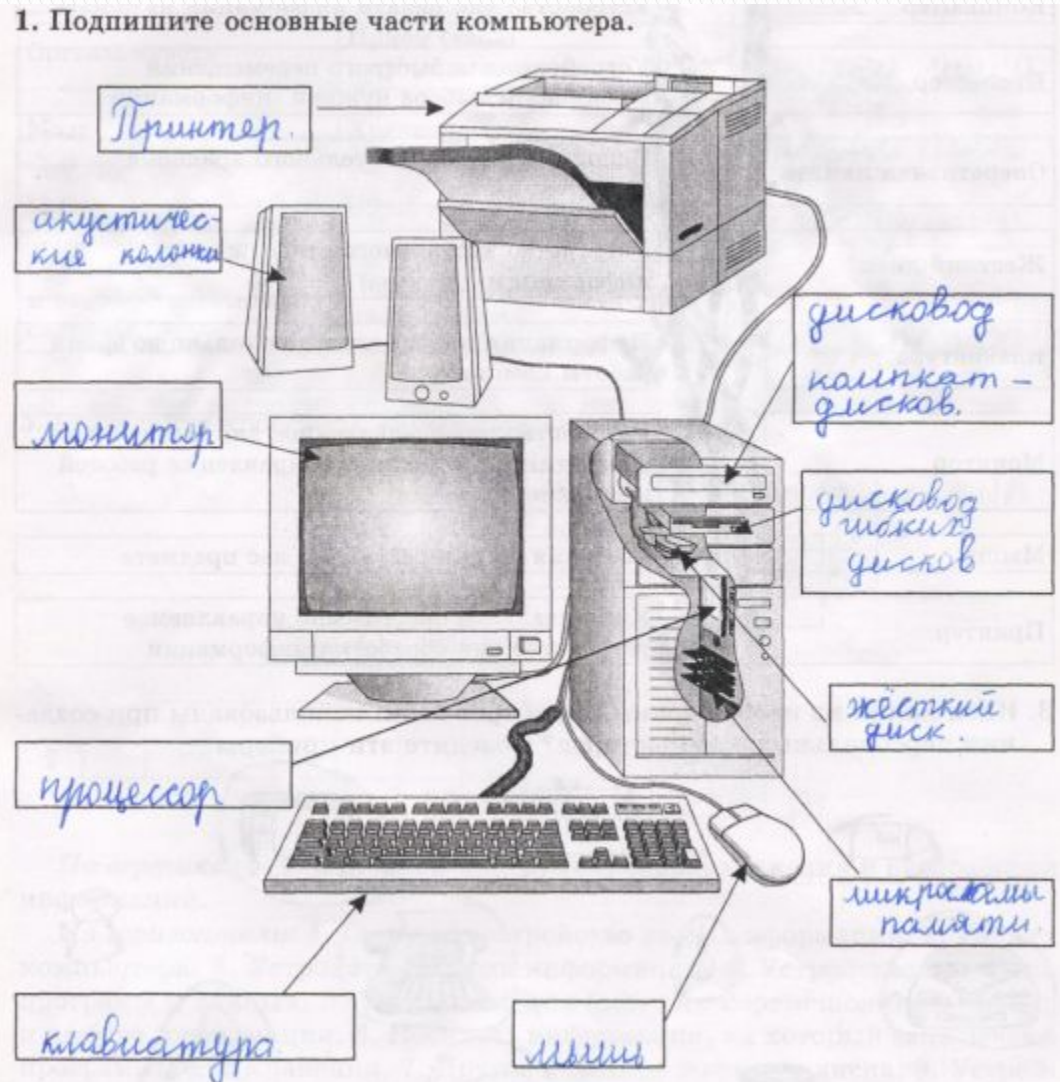 1. Подпишите основные части компьютера.
Принтер.
акустичес-
кие колонки
дисковод
компкат-
дисков.
монитор
дисковод
гибких
дисков
жёсткий
диск.
процессор
микросхемы
памяти
клавиатура
мышь